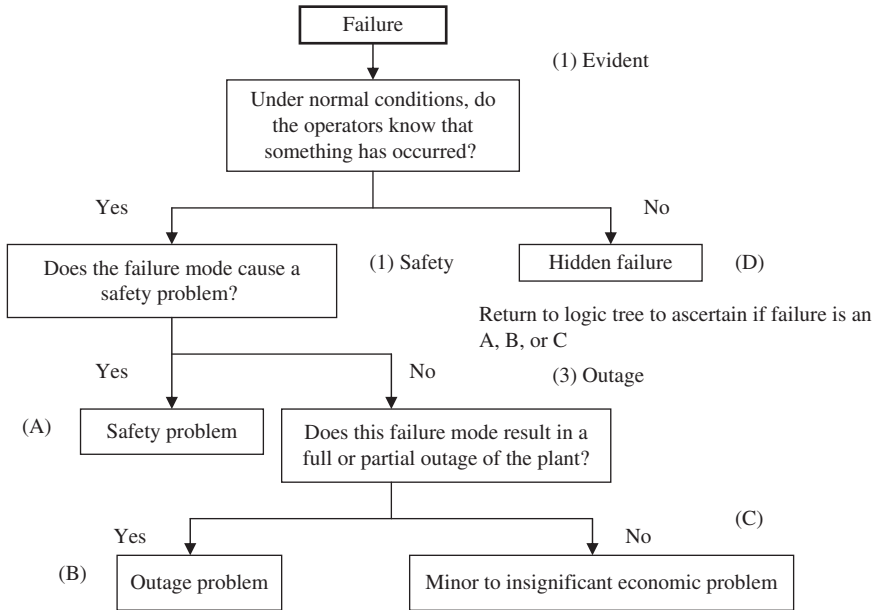 Failure
(1) Evident
Under normal conditions, do
the operators know that
something has occurred?
Yes
No
Does the failure mode cause a
safety problem?
(1) Safety
Hidden failure
(D)
Return to logic tree to ascertain if failure is an
A, B, or C
Yes
No
(3) Outage
(A)
Safety problem
Does this failure mode result in a
full or partial outage of the plant?
Yes
No
(C)
(B)
Outage problem
Minor to insignificant economic problem